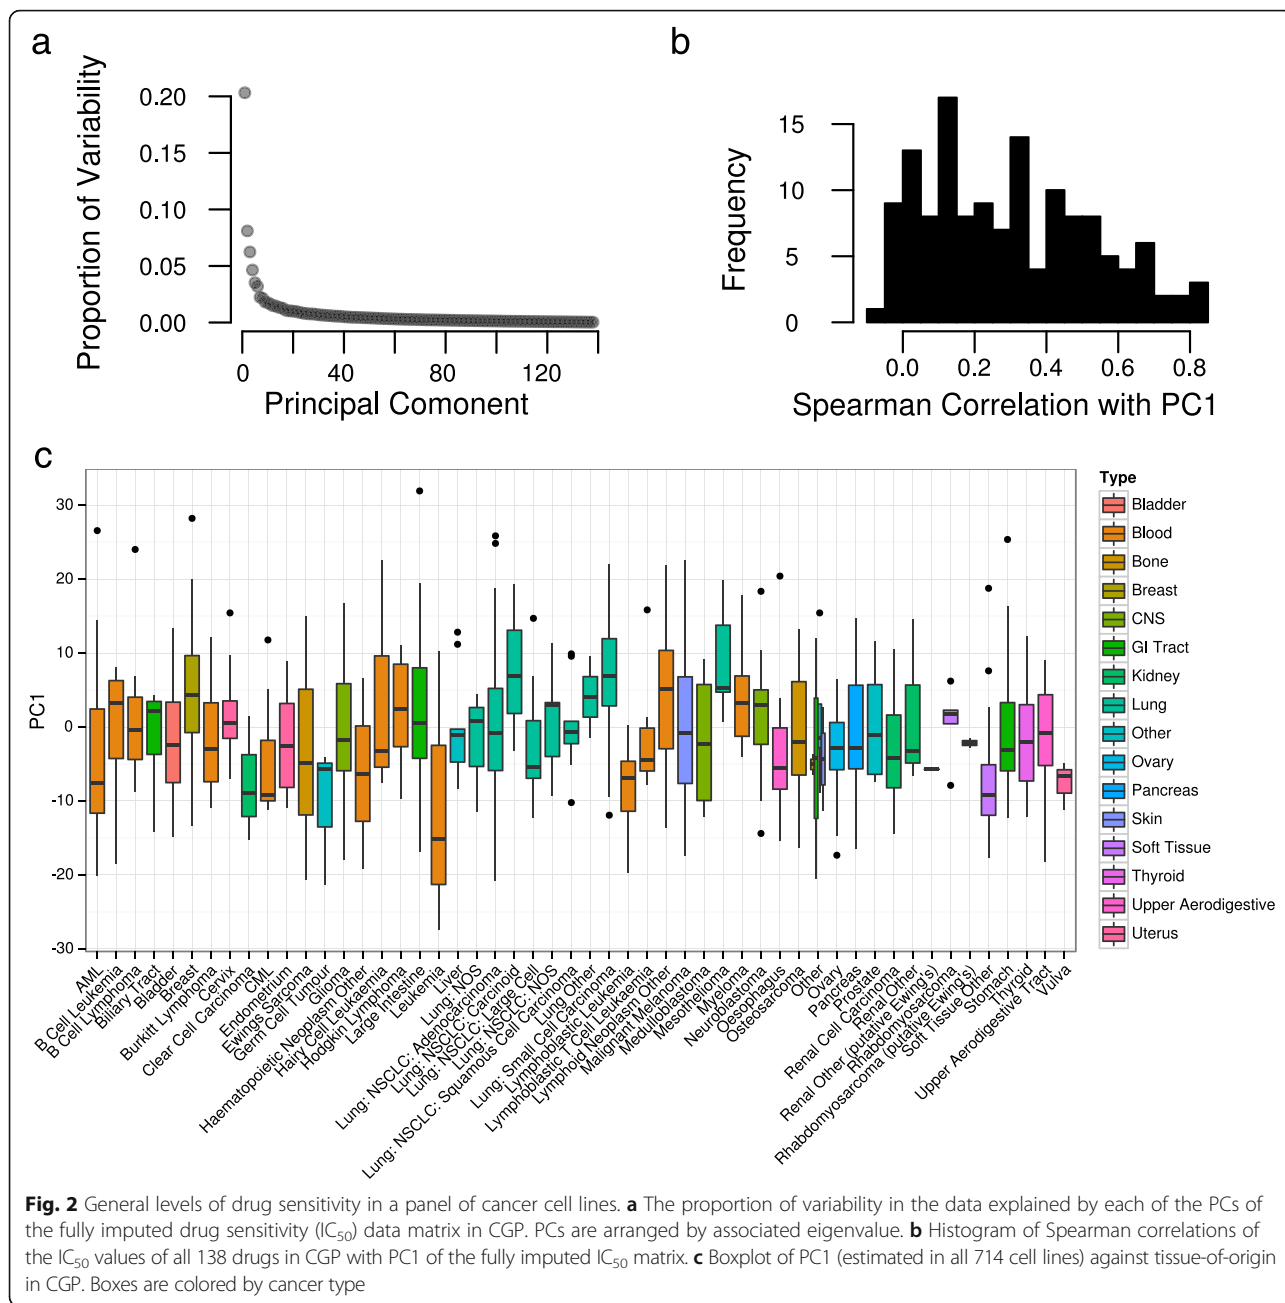 a
Proportion of Variability
0.20
0.15
0.10
0.05
0.00
0 40 80 120
Principal Comonent
b
Frequency
15
10
5
0
0.0 0.2 0.4 0.6 0.8
Spearman Correlation with PC1
c
PC1
30
20
10
0
-10
-20
-30
AML
B Cell Leukemia
B Cell Lymphoma
Biliary Tract
Bladder
Breast
Burkitt Lymphoma
Cervix
Clear Cell Carcinoma
CML
Endometrium
Ewings Sarcoma
Germ Cell Tumour
Glioma
Haematopoietic Neoplasm Other
Hairy Cell Leukaemia
Hodgkin Lymphoma
Large Intestine
Leukemia
Liver
Lung: NOS
Lung: NSCLC: Adenocarcinoma
Lung: NSCLC: Carcinoid
Lung: NSCLC: Large Cell
Lung: NSCLC: NOS
Lung: NSCLC: Squamous Cell Carcinoma
Lung Other
Lung: Small Cell Carcinoma
Lymphoblastic Leukemia
Lymphoblastic T Cell Leukaemia
Lymphoid Neoplasm Other
Malignant Melanoma
Medulloblastoma
Mesothelioma
Myeloma
Neuroblastoma
Oesophagus
Osteosarcoma
Other
Ovary
Pancreas
Prostate
Renal Cell Carcinoma
Renal Other
Renal Other (putative Ewing's)
Rhabdomyosarcoma
Rhabdomyosarcoma (putative Ewing's)
Soft Tissue Other
Stomach
Thyroid
Upper Aerodigestive Tract
Vulva
Type
Bladder
Blood
Bone
Breast
CNS
GI Tract
Kidney
Lung
Other
Ovary
Pancreas
Skin
Soft Tissue
Thyroid
Upper Aerodigestive
Uterus
Fig. 2 General levels of drug sensitivity in a panel of cancer cell lines. a The proportion of variability in the data explained by each of the PCs of
the fully imputed drug sensitivity (IC50) data matrix in CGP. PCs are arranged by associated eigenvalue. b Histogram of Spearman correlations of
the IC50 values of all 138 drugs in CGP with PC1 of the fully imputed IC50 matrix. c Boxplot of PC1 (estimated in all 714 cell lines) against tissue-of-origin
in CGP. Boxes are colored by cancer type